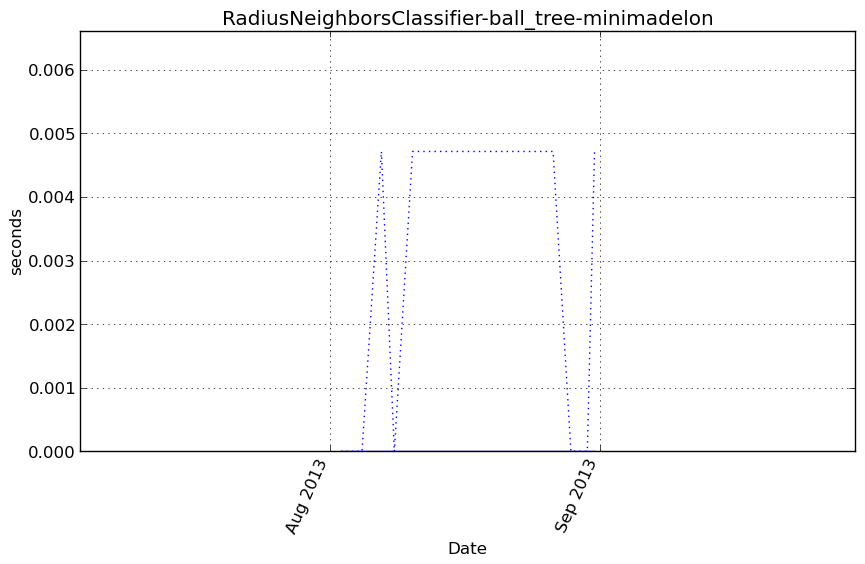 RadiusNeighborsClassifier-ball_tree-minimadelon
0.006
0.005
0.004
0.003
0.002
0.001
0.000
seconds
Aug 2013
Sep 2013
Date